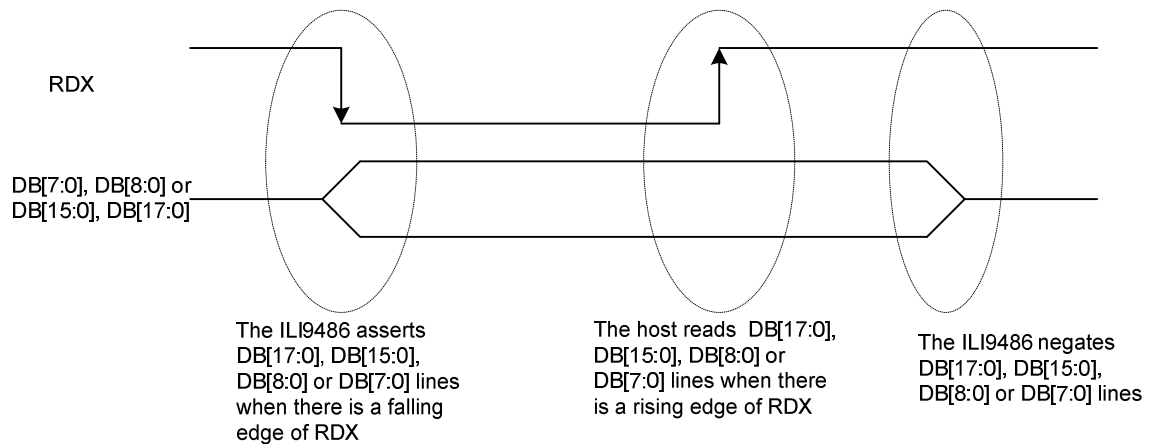 RDX
DB[7:0], DB[8:0] or
DB[15:0], DB[17:0]
The ILI9486 asserts
DB[17:0], DB[15:0],
DB[8:0] or DB[7:0] lines
when there is a falling
edge of RDX
The host reads DB[17:0],
DB[15:0], DB[8:0] or
DB[7:0] lines when there
is a rising edge of RDX
The ILI9486 negates
DB[17:0], DB[15:0],
DB[8:0] or DB[7:0] lines